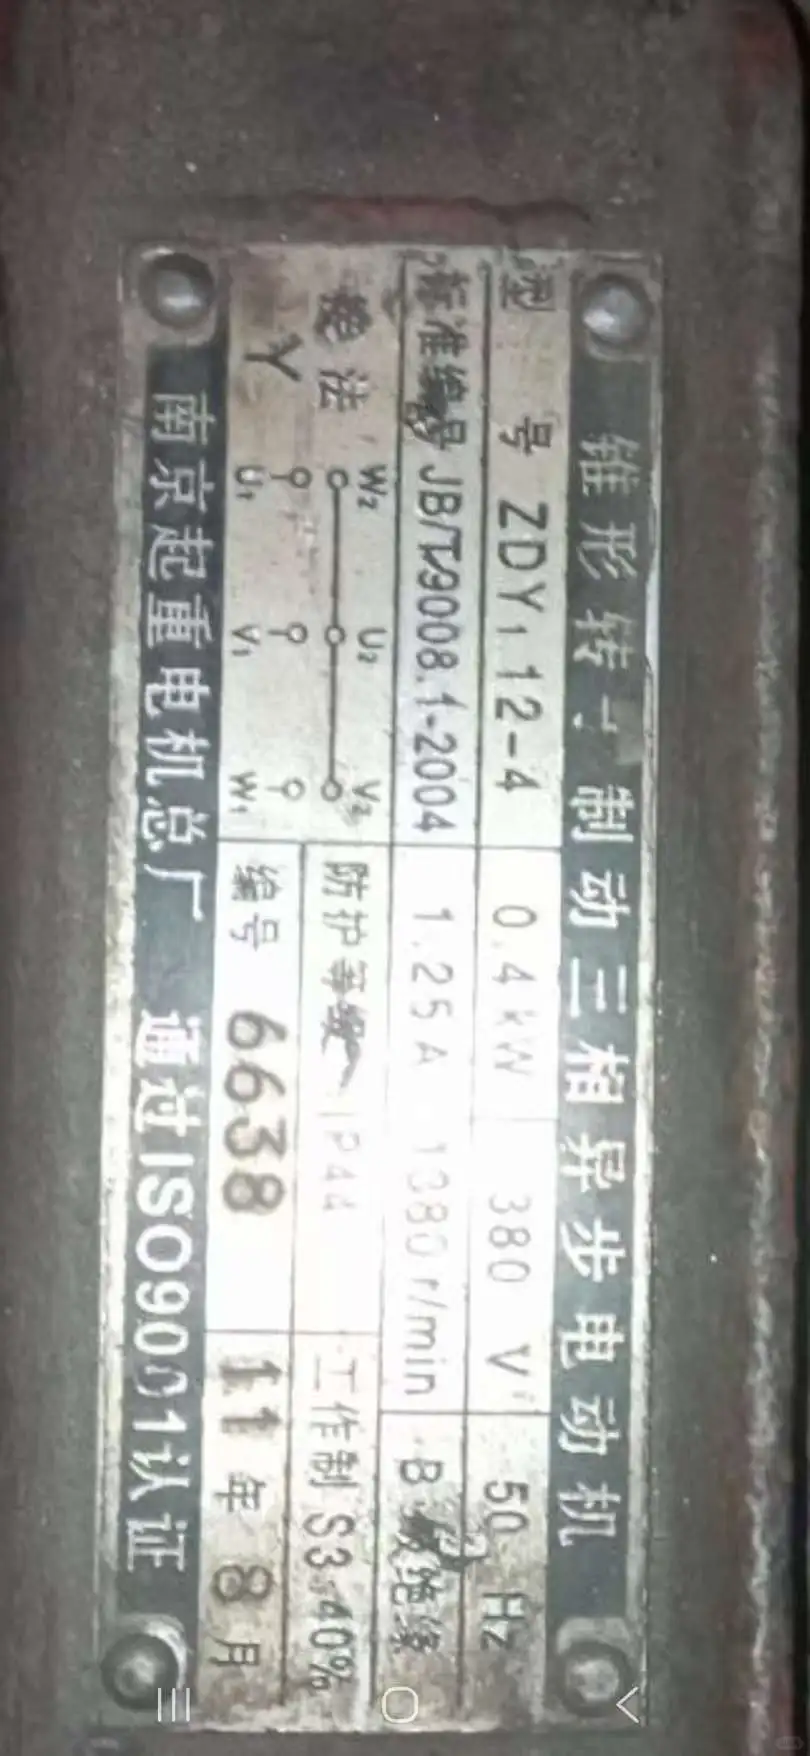 锥形转子制动三相异步电动机
型号 ZDY₁ 12-4 0.4kW 380 V 50 Hz
标准编号 JB/T9008.1-2004 1.25A 1380 r/min B级绝缘
接法 Y W₂ U₂ V₂ 防护等级 IP44 工作制 S3.40%
U₁ V₁ W₁ 编号 6638 11年8月
南京起重电机总厂 通过ISO9001认证